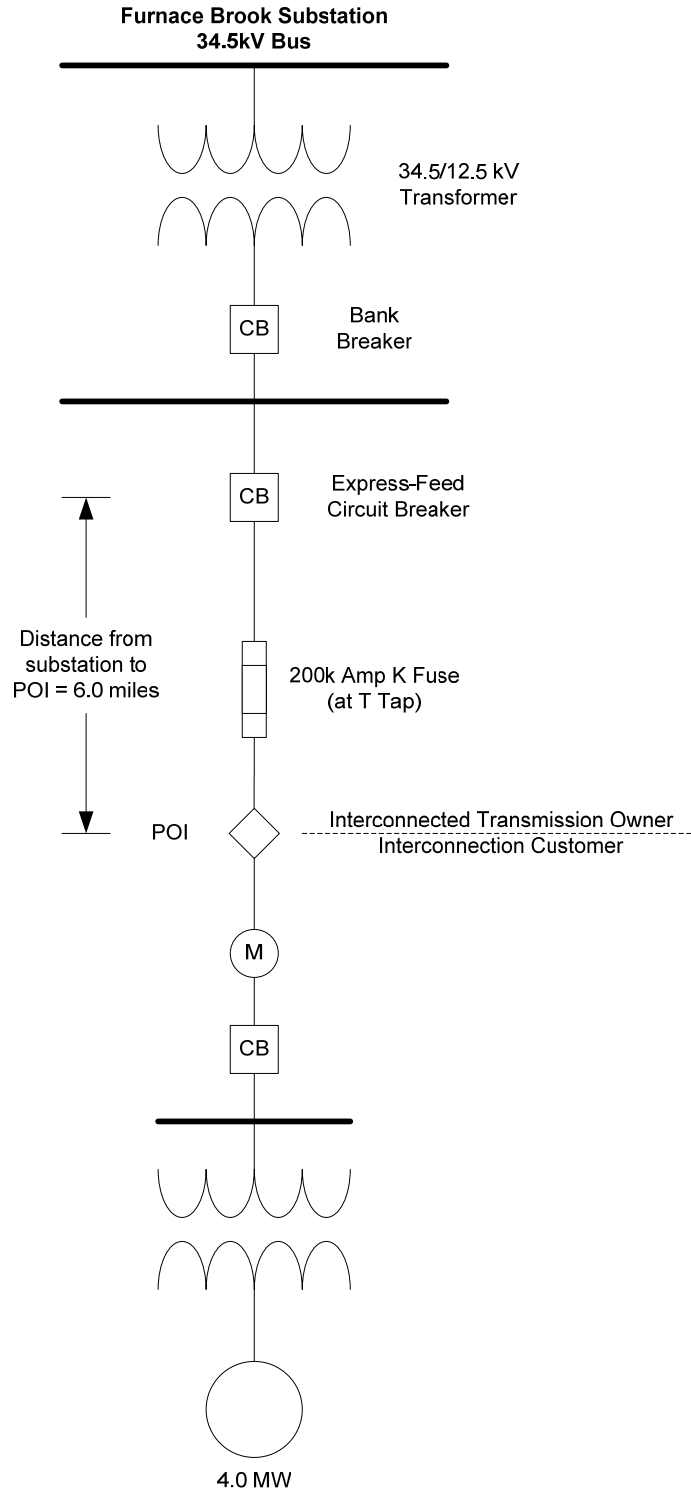 Furnace Brook Substation
34.5kV Bus
34.5/12.5 kV
Transformer
CB
Bank
Breaker
CB
Express-Feed
Circuit Breaker
Distance from
substation to
POI = 6.0 miles
200k Amp K Fuse
(at T Tap)
POI
Interconnected Transmission Owner
Interconnection Customer
M
CB
4.0 MW